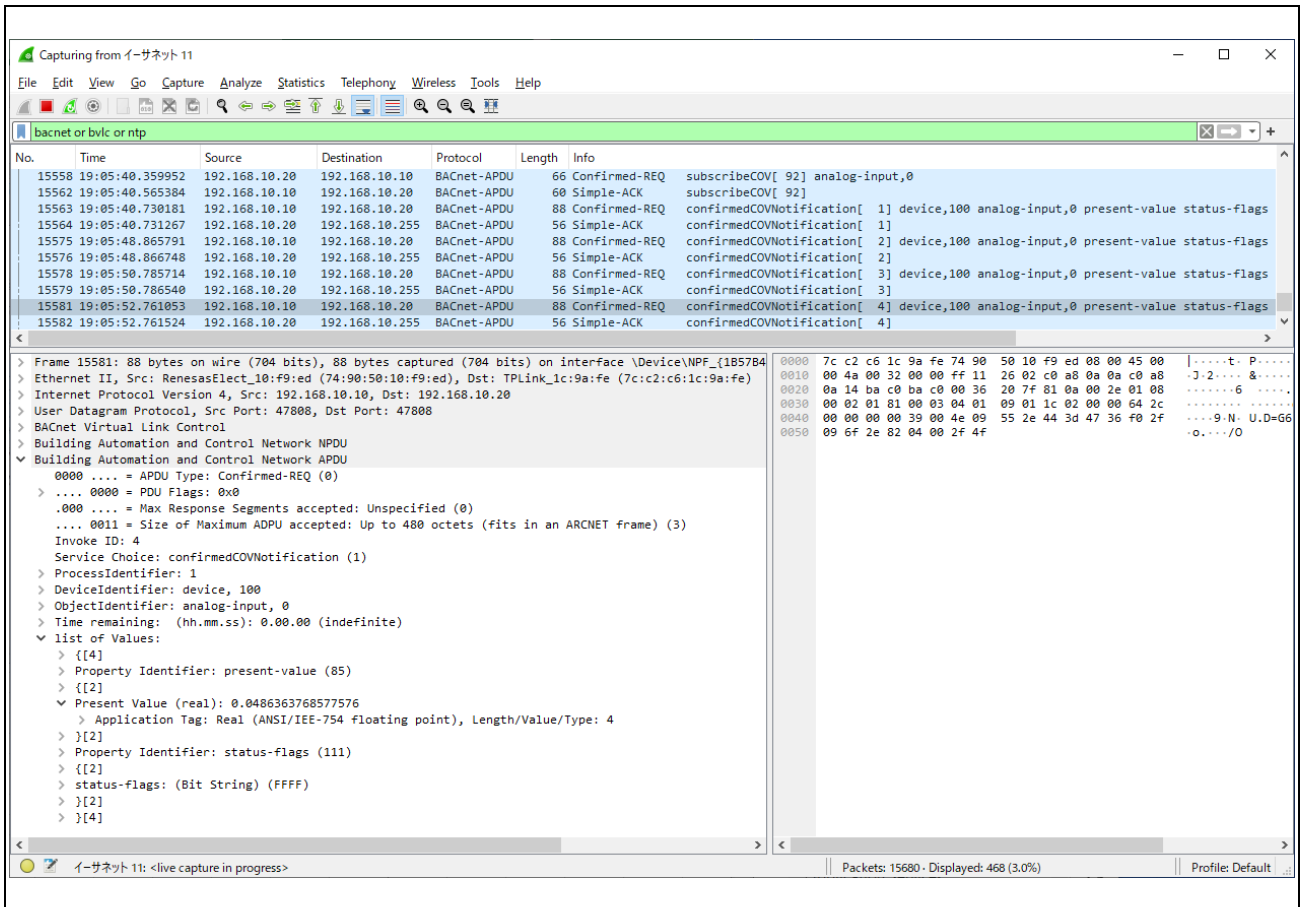 Capturing from イーサネット 11
File Edit View Go Capture Analyze Statistics Telephony Wireless Tools Help
bacnet or bvlc or ntp
No. Time Source Destination Protocol Length Info
15558 19:05:40.359952 192.168.10.20 192.168.10.10 BACnet-APDU 66 Confirmed-REQ subscribeCOV[ 92] analog-input,0
15562 19:05:40.565384 192.168.10.10 192.168.10.20 BACnet-APDU 60 Simple-ACK subscribeCOV[ 92]
15563 19:05:40.730181 192.168.10.10 192.168.10.20 BACnet-APDU 88 Confirmed-REQ confirmedCOVNotification[ 1] device,100 analog-input,0 present-value status-flags
15564 19:05:40.731267 192.168.10.20 192.168.10.255 BACnet-APDU 56 Simple-ACK confirmedCOVNotification[ 1]
15575 19:05:48.865791 192.168.10.10 192.168.10.20 BACnet-APDU 88 Confirmed-REQ confirmedCOVNotification[ 2] device,100 analog-input,0 present-value status-flags
15576 19:05:48.866748 192.168.10.20 192.168.10.255 BACnet-APDU 56 Simple-ACK confirmedCOVNotification[ 2]
15578 19:05:50.785714 192.168.10.10 192.168.10.20 BACnet-APDU 88 Confirmed-REQ confirmedCOVNotification[ 3] device,100 analog-input,0 present-value status-flags
15579 19:05:50.786540 192.168.10.20 192.168.10.255 BACnet-APDU 56 Simple-ACK confirmedCOVNotification[ 3]
15581 19:05:52.761053 192.168.10.10 192.168.10.20 BACnet-APDU 88 Confirmed-REQ confirmedCOVNotification[ 4] device,100 analog-input,0 present-value status-flags
15582 19:05:52.761524 192.168.10.20 192.168.10.255 BACnet-APDU 56 Simple-ACK confirmedCOVNotification[ 4]
Frame 15581: 88 bytes on wire (704 bits), 88 bytes captured (704 bits) on interface \Device\NPF_{1B57B4
Ethernet II, Src: RenesasElect_10:f9:ed (74:90:50:10:f9:ed), Dst: TPLink_1c:9a:fe (7c:c2:c6:1c:9a:fe)
Internet Protocol Version 4, Src: 192.168.10.10, Dst: 192.168.10.20
User Datagram Protocol, Src Port: 47808, Dst Port: 47808
BACnet Virtual Link Control
Building Automation and Control Network NPDU
Building Automation and Control Network APDU
0000 .... = APDU Type: Confirmed-REQ (0)
.... 0000 = PDU Flags: 0x0
.000 .... = Max Response Segments accepted: Unspecified (0)
.... 0011 = Size of Maximum ADPU accepted: Up to 480 octets (fits in an ARCNET frame) (3)
Invoke ID: 4
Service Choice: confirmedCOVNotification (1)
ProcessIdentifier: 1
DeviceIdentifier: device, 100
ObjectIdentifier: analog-input, 0
Time remaining: (hh.mm.ss): 0.00.00 (indefinite)
list of Values:
{[4]
Property Identifier: present-value (85)
{[2]
Present Value (real): 0.0486363768577576
Application Tag: Real (ANSI/IEE-754 floating point), Length/Value/Type: 4
}[2]
Property Identifier: status-flags (111)
{[2]
status-flags: (Bit String) (FFFF)
}[2]
}[4]
0000 7c c2 c6 1c 9a fe 74 90 50 10 f9 ed 08 00 45 00 |·····t· P·····
0010 00 4a 00 32 00 00 ff 11 26 02 c0 a8 0a 0a c0 a8 ·J·2···· &·····
0020 0a 14 ba c0 ba c0 00 36 20 7f 81 0a 00 2e 01 08 ·······6 ····.
0030 00 02 01 81 00 03 04 01 09 01 1c 02 00 00 64 2c ········ ······
0040 00 00 00 00 39 00 4e 09 55 2e 44 3d 47 36 f0 2f ····9·N· U.D=G6
0050 09 6f 2e 82 04 00 2f 4f ·o.···/O
イーサネット 11: <live capture in progress>
Packets: 15680 · Displayed: 468 (3.0%)
Profile: Default